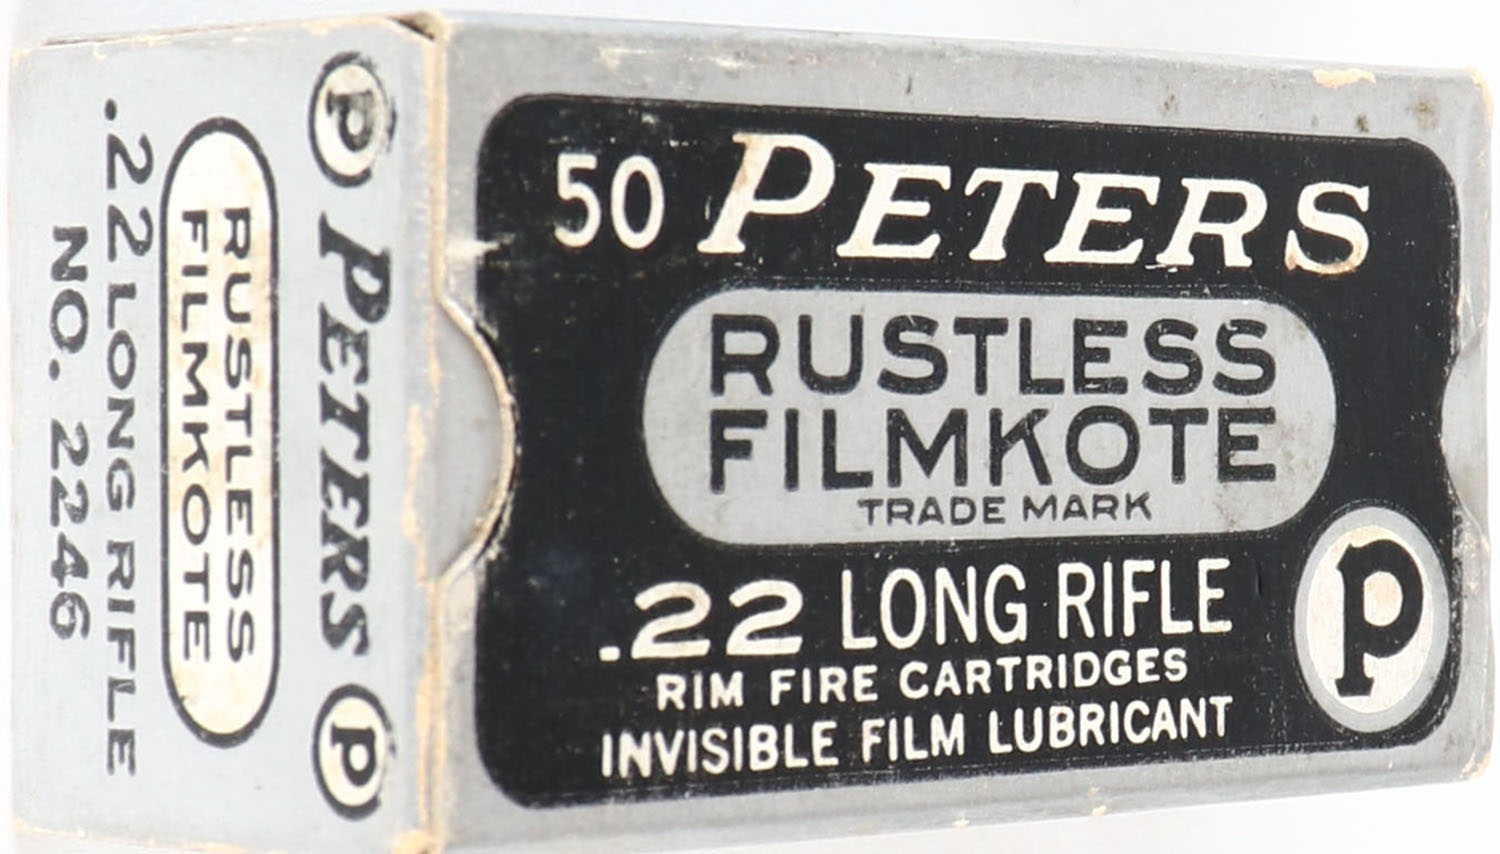 50 PETERS
RUSTLESS
FILMKOTE
TRADE MARK
.22 LONG RIFLE
RIM FIRE CARTRIDGES
INVISIBLE FILM LUBRICANT
P
P PETERS P
RUSTLESS
FILMKOTE
.22 LONG RIFLE
NO. 2246